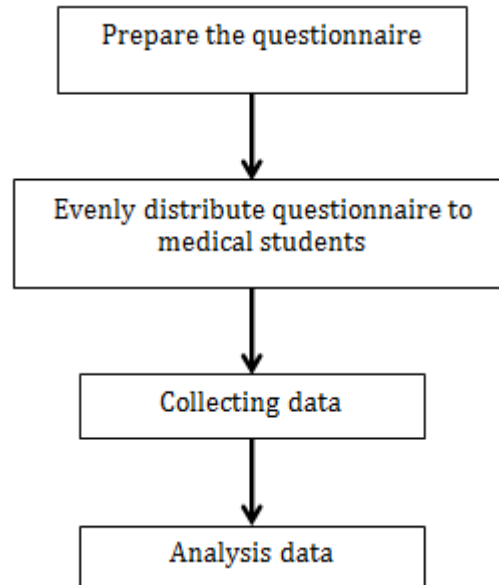 Prepare the questionnaire
Evenly distribute questionnaire to
medical students
Collecting data
Analysis data